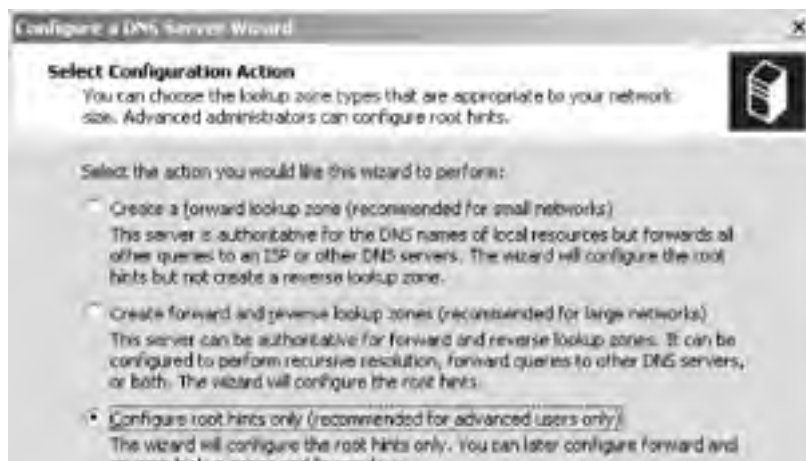 Configure a DNS Server Wizard
Select Configuration Action
You can choose the lookup zone types that are appropriate to your network
size. Advanced administrators can configure root hints.
Select the action you would like this wizard to perform:
Create a forward lookup zone (recommended for small networks)
This server is authoritative for the DNS names of local resources but forwards all
other queries to an ISP or other DNS servers. The wizard will configure the root
hints but not create a reverse lookup zone.
Create forward and reverse lookup zones (recommended for large networks)
This server can be authoritative for forward and reverse lookup zones. It can be
configured to perform recursive resolution, forward queries to other DNS servers,
or both. The wizard will configure the root hints.
Configure root hints only (recommended for advanced users only)
The wizard will configure the root hints only. You can later configure forward and